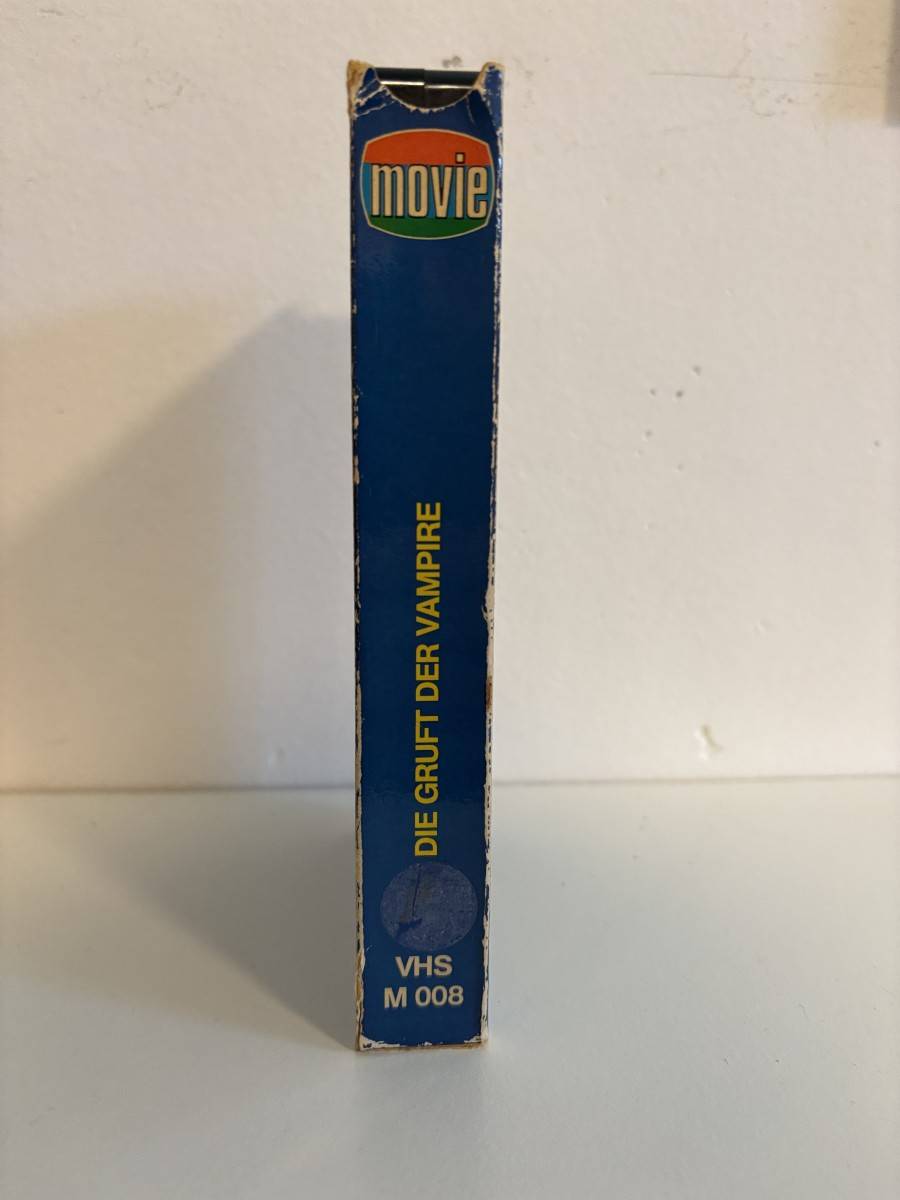 movie
DIE GRUFT DER VAMPIRE
VHS
M 008